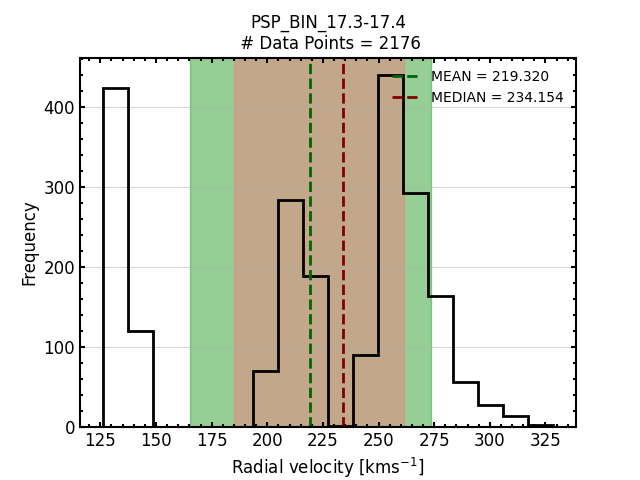 PSP_BIN_17.3-17.4
# Data Points = 2176
MEAN = 219.320
MEDIAN = 234.154
Frequency
400
300
200
100
0
125 150 175 200 225 250 275 300 325
Radial velocity [kms⁻¹]